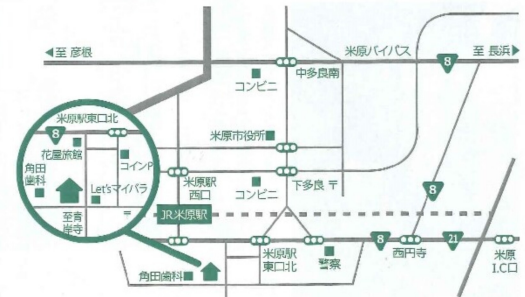 至 彦根
米原バイパス
8
至 長浜
コンビニ
中多良南
米原駅東口北
8
花屋旅館
角田
歯科
コインP
Let'sマイバラ
至青
岸寺
〒
米原市役所
米原駅
西口
コンビニ
下多良 〒
8
JR米原駅
米原駅
東口北
警察
8
西円寺
21
米原
I.C口
角田歯科